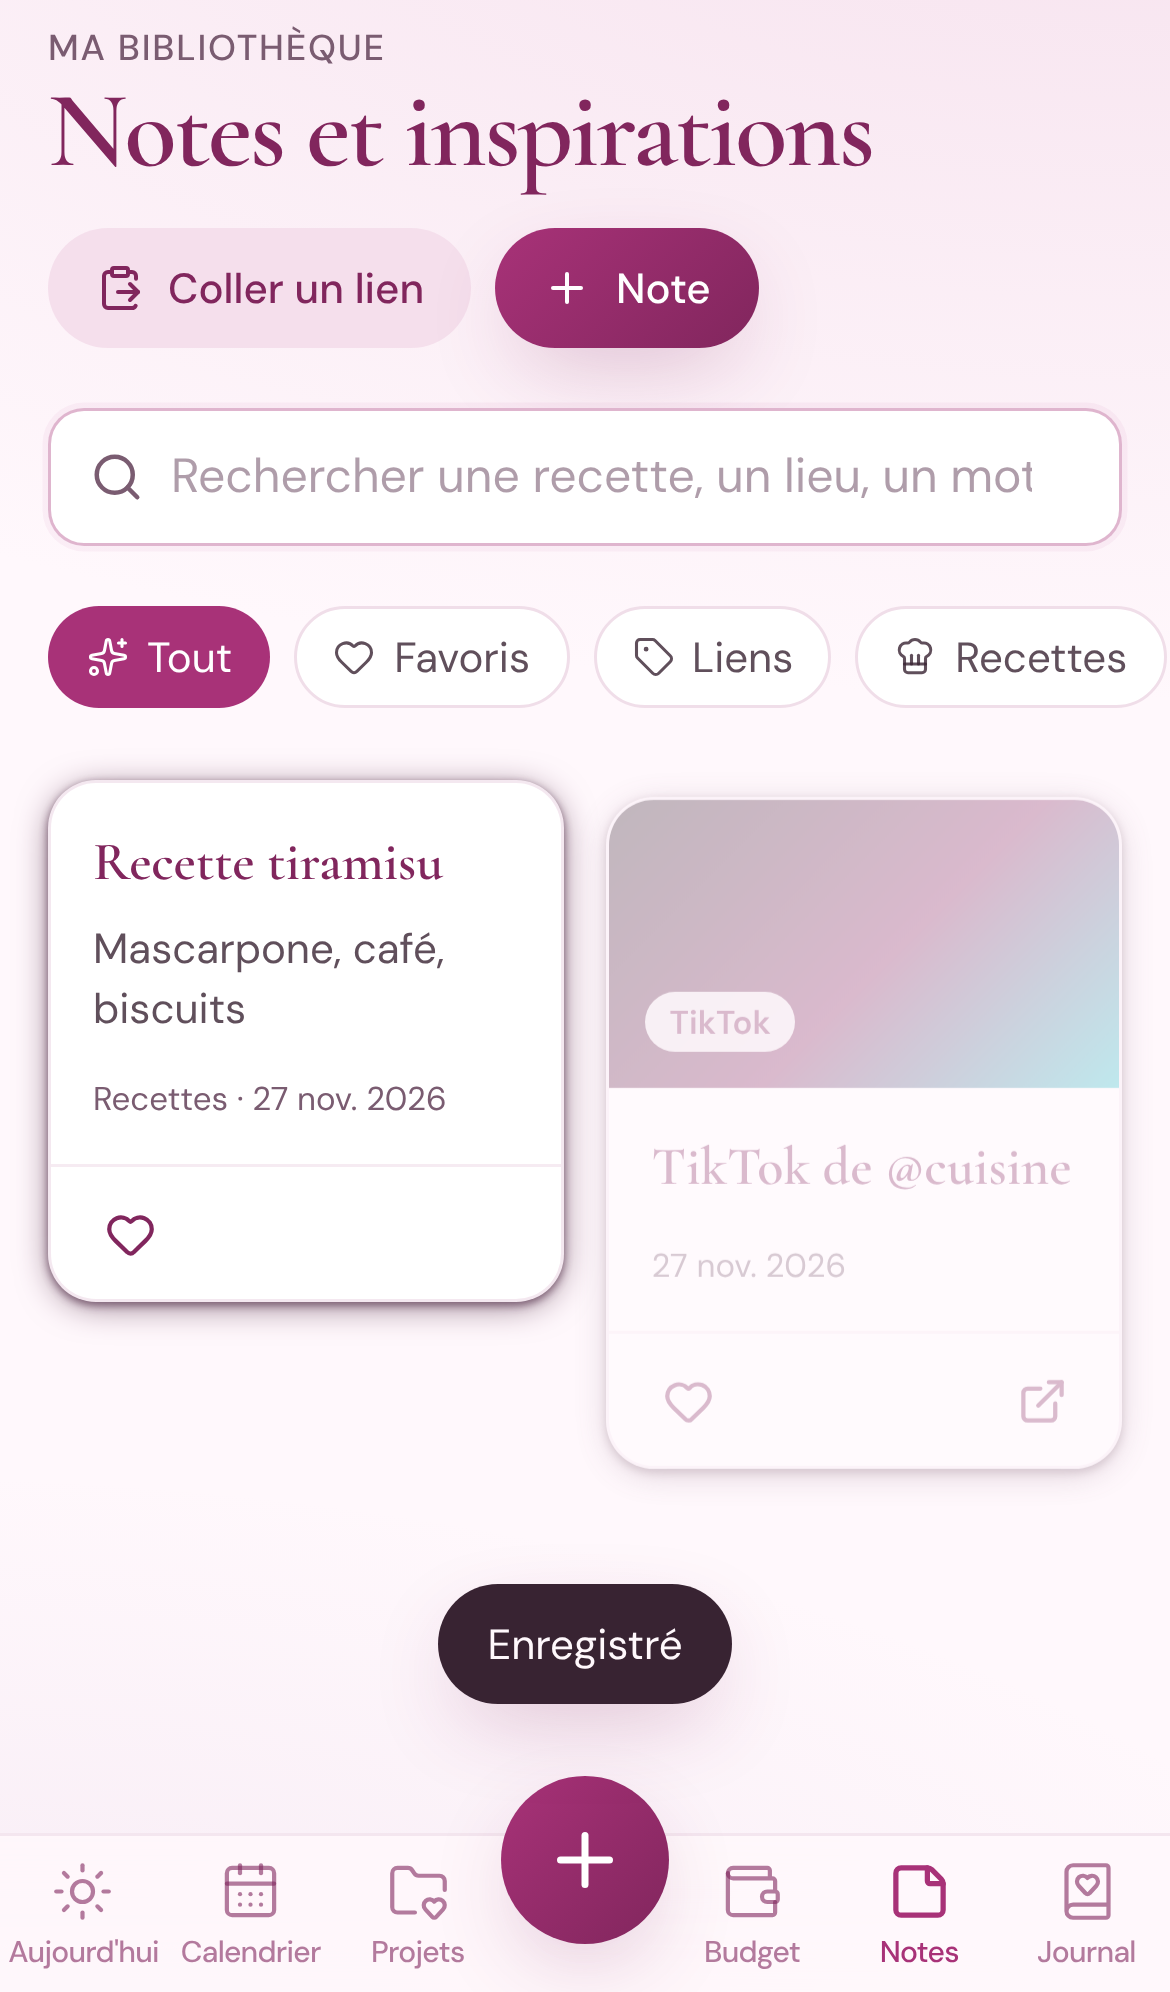 MA BIBLIOTHÈQUE
Notes et inspirations
Coller un lien
Note
Rechercher une recette, un lieu, un mot
Tout
Favoris
Liens
Recettes
Recette tiramisu
Mascarpone, café,
biscuits
Recettes · 27 nov. 2026
TikTok
TikTok de @cuisine
27 nov. 2026
Enregistré
Aujourd'hui
Calendrier
Projets
Budget
Notes
Journal